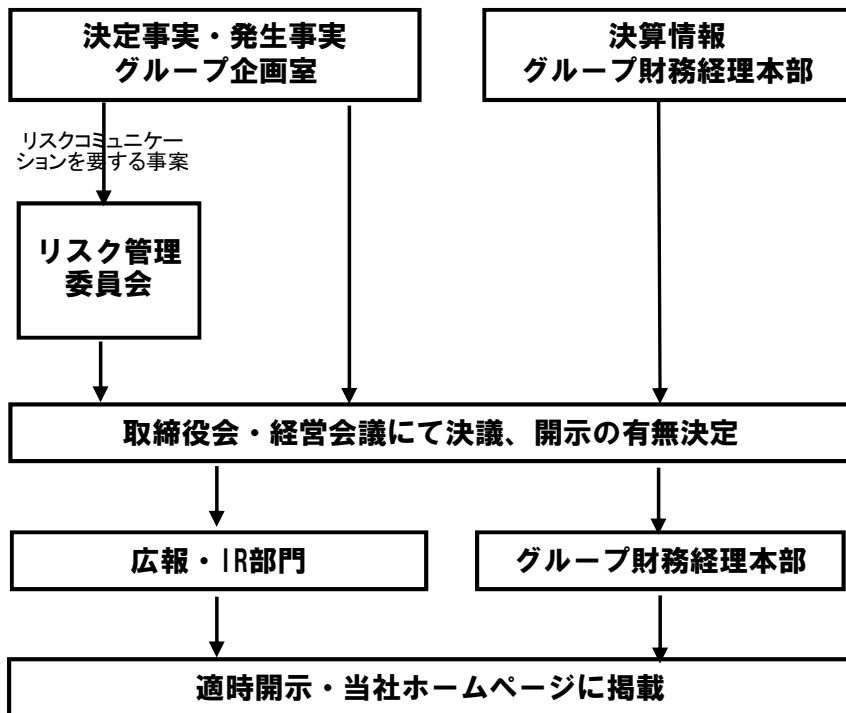 決定事実・発生事実
グループ企画室
決算情報
グループ財務経理本部
リスクコミュニケー
ションを要する事案
リスク管理
委員会
取締役会・経営会議にて決議、開示の有無決定
広報・IR部門
グループ財務経理本部
適時開示・当社ホームページに掲載